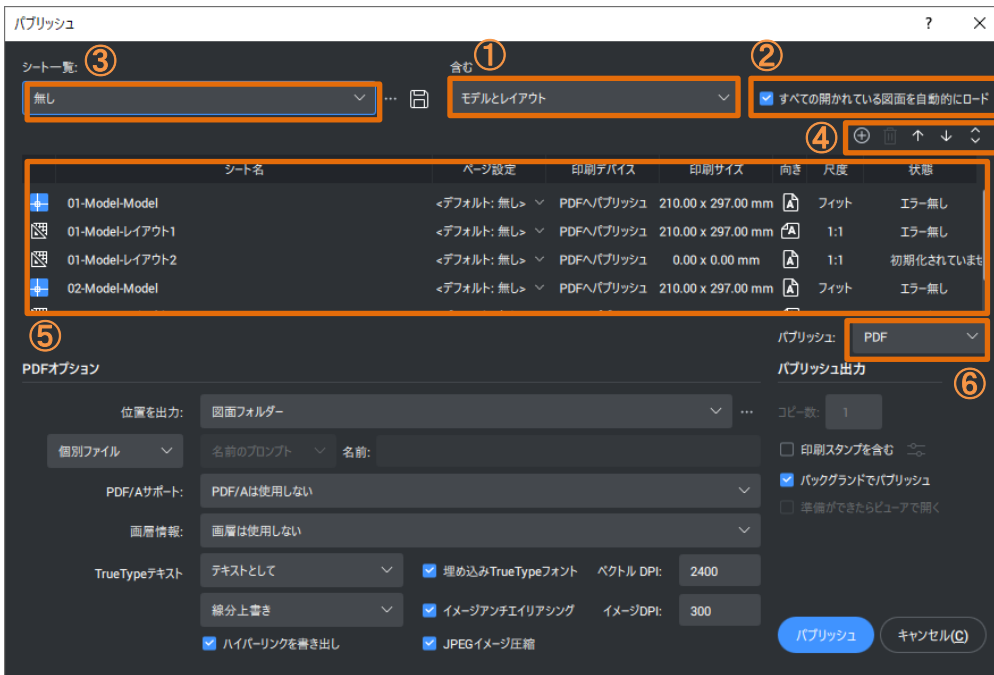 パブリッシュ ? ×
シート一覧: ③ 含む ① ②
無し ... モデルとレイアウト すべての開かれている図面を自動的にロード
④
シート名 ページ設定 印刷デバイス 印刷サイズ 向き 尺度 状態
01-Model-Model <デフォルト: 無し> PDFへパブリッシュ 210.00 x 297.00 mm A フィット エラー無し
01-Model-レイアウト1 <デフォルト: 無し> PDFへパブリッシュ 210.00 x 297.00 mm A 1:1 エラー無し
01-Model-レイアウト2 <デフォルト: 無し> PDFへパブリッシュ 0.00 x 0.00 mm A 1:1 初期化されていませ
02-Model-Model <デフォルト: 無し> PDFへパブリッシュ 210.00 x 297.00 mm A フィット エラー無し
⑤ パブリッシュ: PDF
PDFオプション パブリッシュ出力 ⑥
位置を出力: 図面フォルダー ... コピー数: 1
個別ファイル 名前のプロンプト 名前: 印刷スタンプを含む
PDF/Aサポート: PDF/Aは使用しない バックグランドでパブリッシュ
準備ができたらビューアで開く
画層情報: 画層は使用しない
TrueTypeテキスト テキストとして 埋め込みTrueTypeフォント ベクトル DPI: 2400
線分上書き イメージアンチエイリアシング イメージDPI: 300
ハイパーリンクを書き出し JPEGイメージ圧縮 パブリッシュ キャンセル(C)